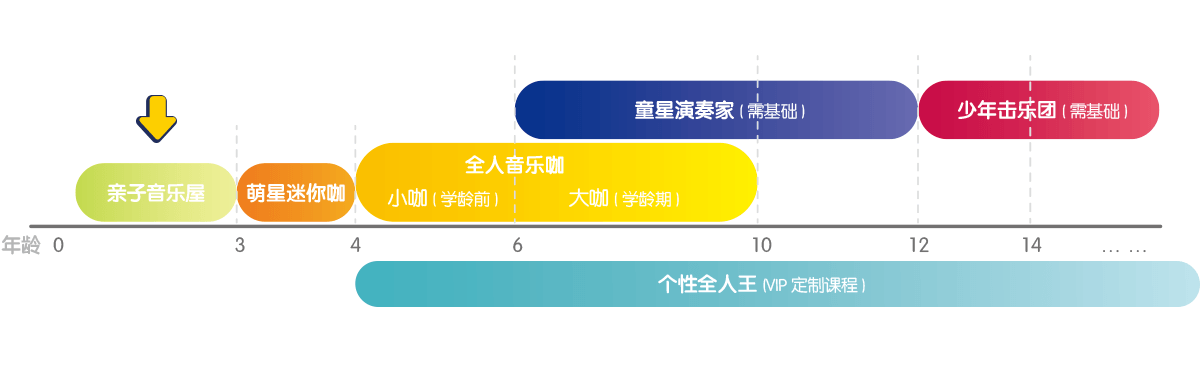 童星演奏家 ( 需基础 )
少年击乐团 ( 需基础 )
亲子音乐屋
萌星迷你咖
全人音乐咖
小咖 ( 学龄前 )
大咖 ( 学龄期 )
年龄 0 3 4 6 10 12 14 ... ...
个性全人王 (VIP 定制课程 )